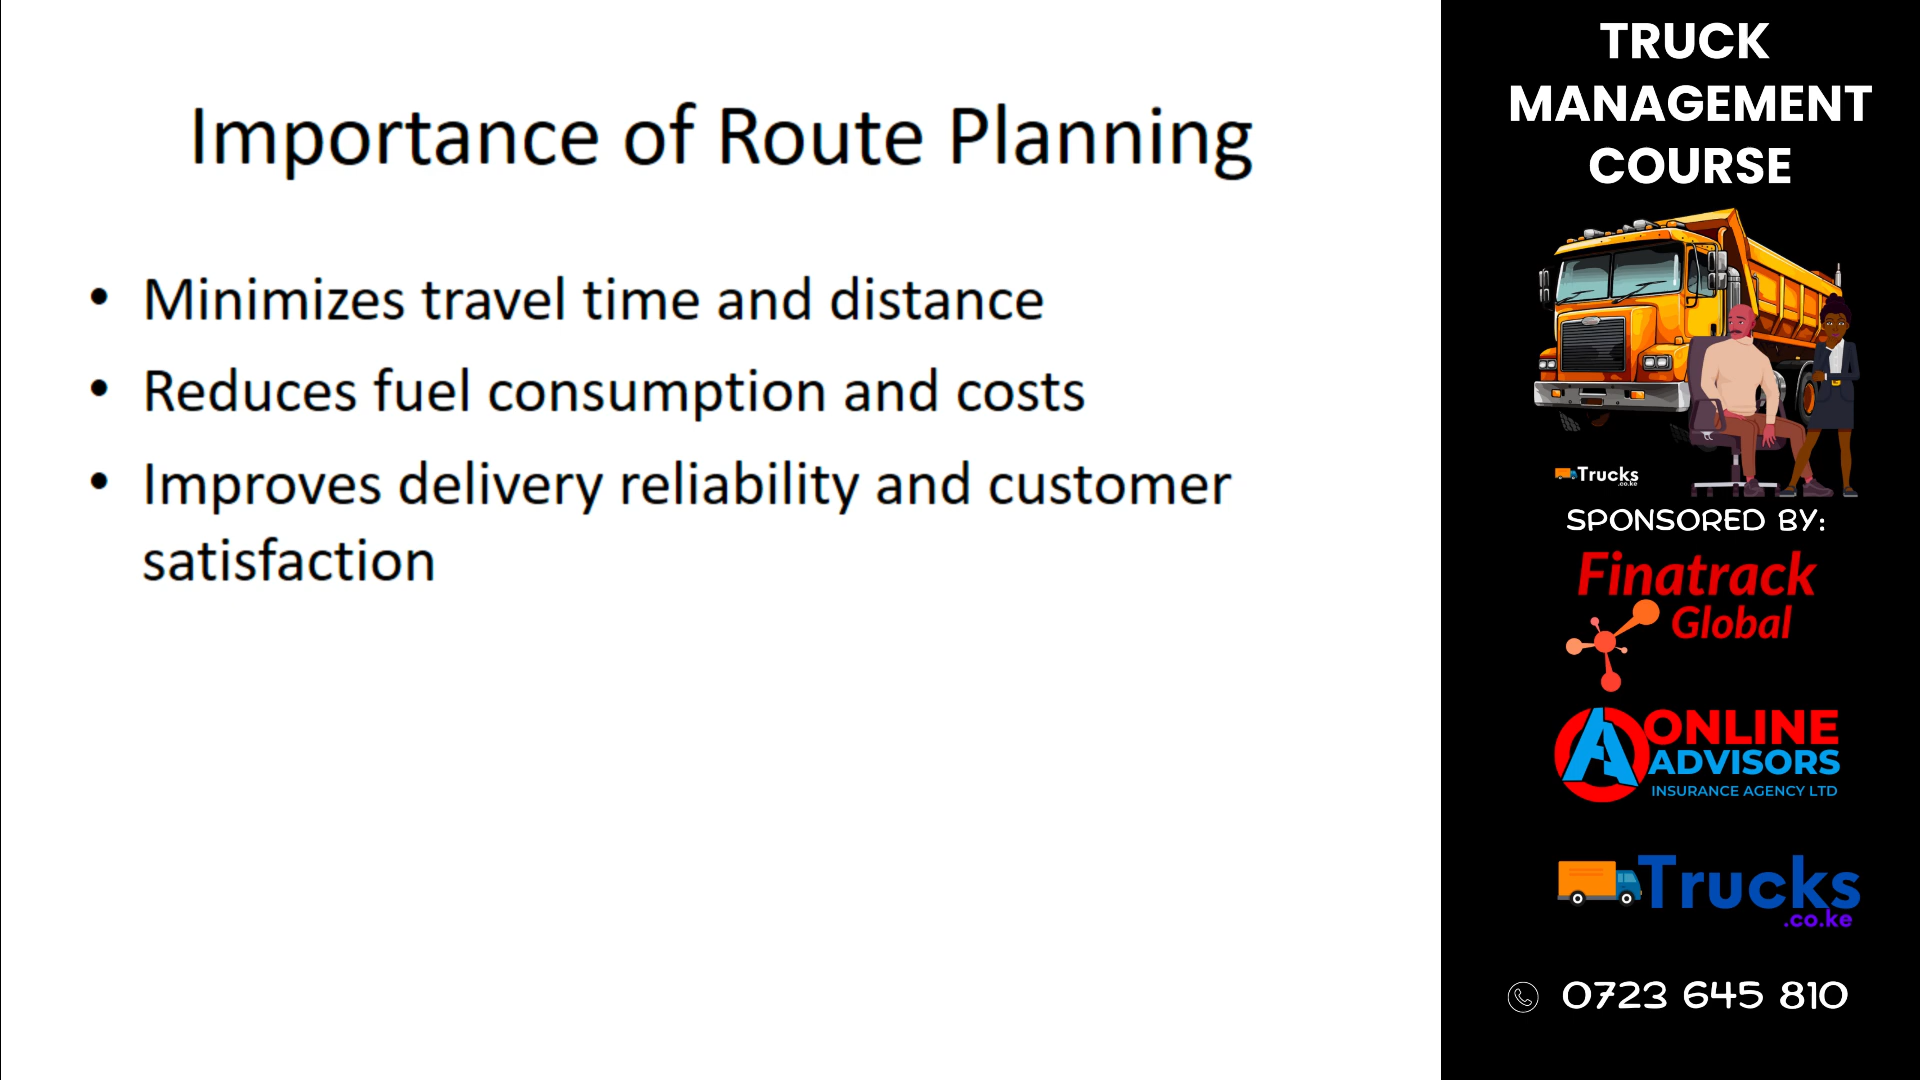 Importance of Route Planning
• Minimizes travel time and distance
• Reduces fuel consumption and costs
• Improves delivery reliability and customer
satisfaction
TRUCK
MANAGEMENT
COURSE
Trucks
.co.ke
SPONSORED BY:
Finatrack
Global
ONLINE
ADVISORS
INSURANCE AGENCY LTD
Trucks
.co.ke
0723 645 810